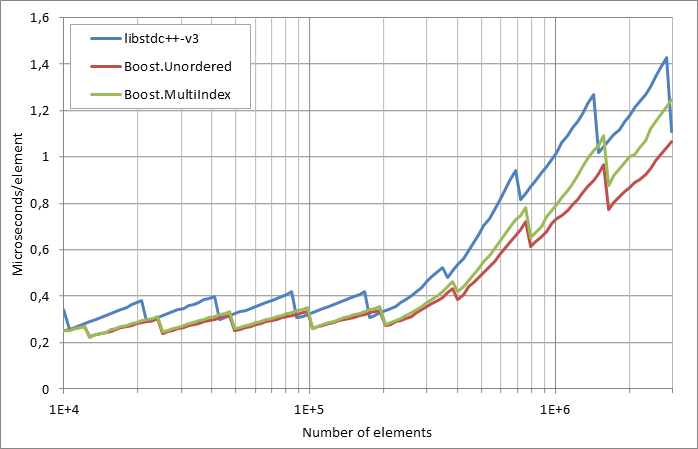 1,6
1,4
1,2
1
0,8
0,6
0,4
0,2
0
Microseconds/element
libstdc++-v3
Boost.Unordered
Boost.MultiIndex
1E+4
1E+5
1E+6
Number of elements